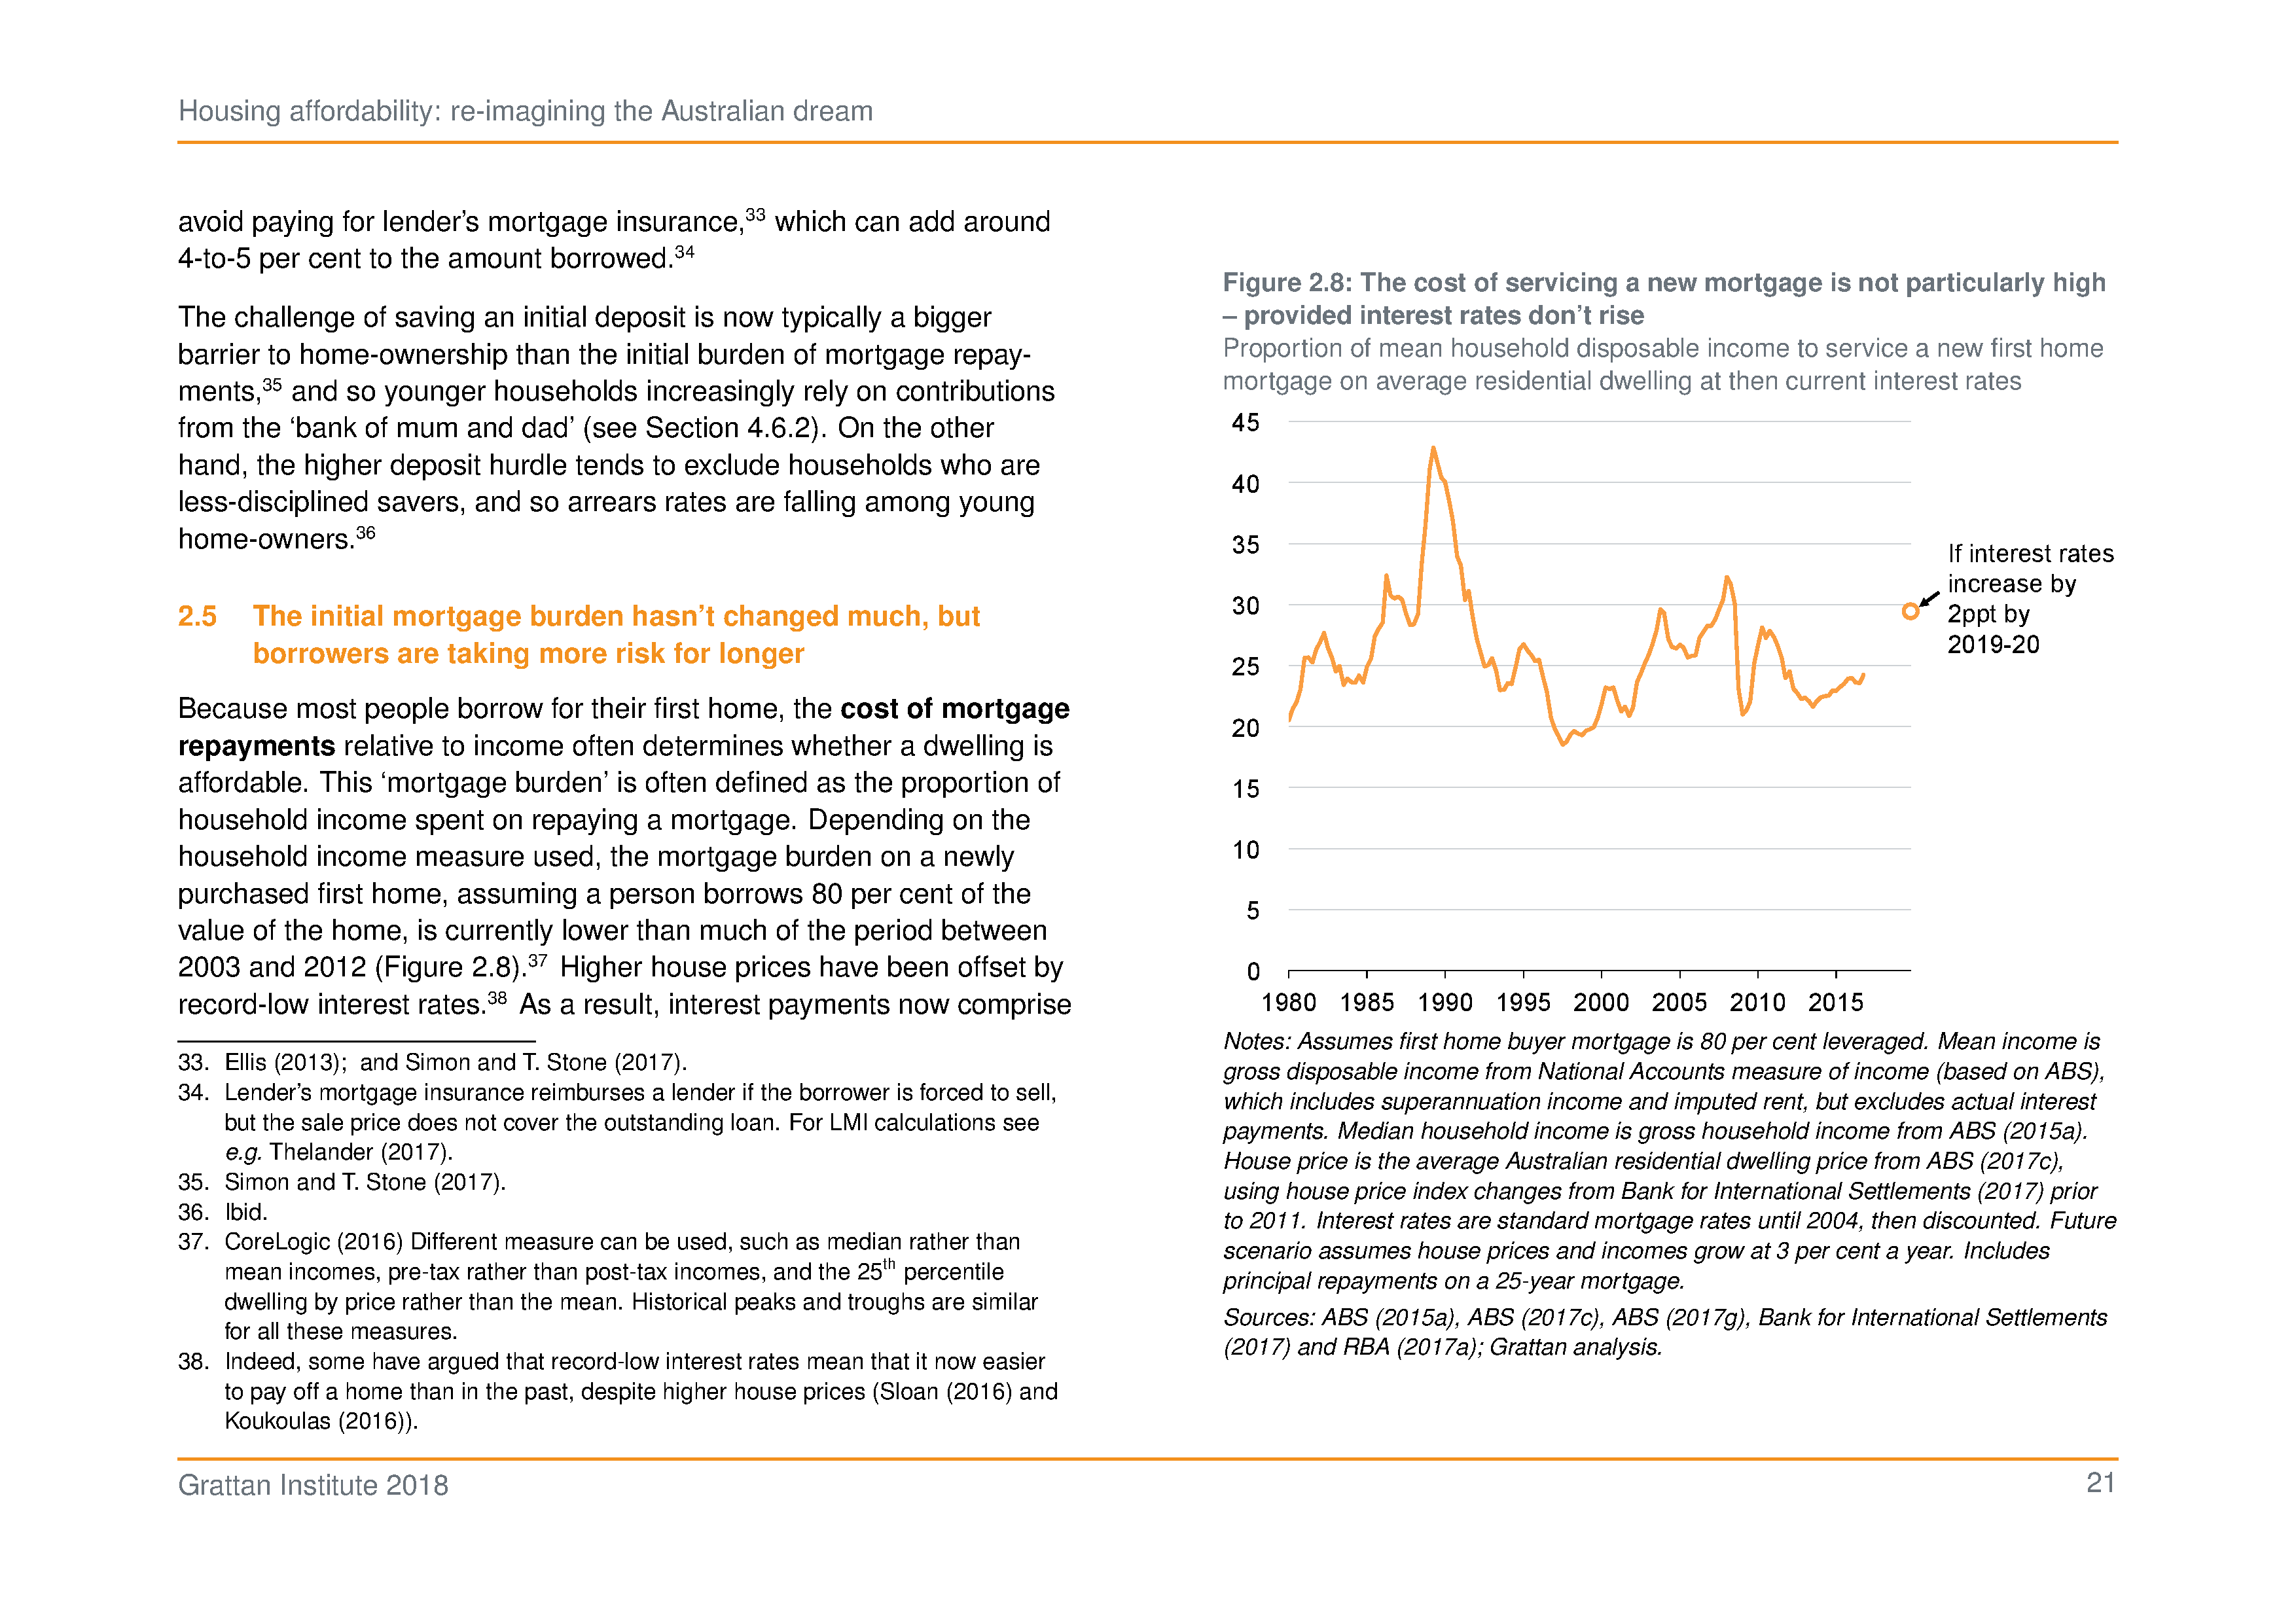 Housing affordability: re-imagining the Australian dream
avoid paying for lender’s mortgage insurance,33 which can add around
4-to-5 per cent to the amount borrowed.34
The challenge of saving an initial deposit is now typically a bigger
barrier to home-ownership than the initial burden of mortgage repay-
ments,35 and so younger households increasingly rely on contributions
from the ‘bank of mum and dad’ (see Section 4.6.2). On the other
hand, the higher deposit hurdle tends to exclude households who are
less-disciplined savers, and so arrears rates are falling among young
home-owners.36
2.5 The initial mortgage burden hasn’t changed much, but
borrowers are taking more risk for longer
Because most people borrow for their first home, the cost of mortgage
repayments relative to income often determines whether a dwelling is
affordable. This ‘mortgage burden’ is often defined as the proportion of
household income spent on repaying a mortgage. Depending on the
household income measure used, the mortgage burden on a newly
purchased first home, assuming a person borrows 80 per cent of the
value of the home, is currently lower than much of the period between
2003 and 2012 (Figure 2.8).37 Higher house prices have been offset by
record-low interest rates.38 As a result, interest payments now comprise
33. Ellis (2013); and Simon and T. Stone (2017).
34. Lender’s mortgage insurance reimburses a lender if the borrower is forced to sell,
but the sale price does not cover the outstanding loan. For LMI calculations see
e.g. Thelander (2017).
35. Simon and T. Stone (2017).
36. Ibid.
37. CoreLogic (2016) Different measure can be used, such as median rather than
mean incomes, pre-tax rather than post-tax incomes, and the 25th percentile
dwelling by price rather than the mean. Historical peaks and troughs are similar
for all these measures.
38. Indeed, some have argued that record-low interest rates mean that it now easier
to pay off a home than in the past, despite higher house prices (Sloan (2016) and
Koukoulas (2016)).
Figure 2.8: The cost of servicing a new mortgage is not particularly high
– provided interest rates don’t rise
Proportion of mean household disposable income to service a new first home
mortgage on average residential dwelling at then current interest rates
45
40
35
30
25
20
15
10
5
0
1980 1985 1990 1995 2000 2005 2010 2015
If interest rates
increase by
2ppt by
2019-20
Notes: Assumes first home buyer mortgage is 80 per cent leveraged. Mean income is
gross disposable income from National Accounts measure of income (based on ABS),
which includes superannuation income and imputed rent, but excludes actual interest
payments. Median household income is gross household income from ABS (2015a).
House price is the average Australian residential dwelling price from ABS (2017c),
using house price index changes from Bank for International Settlements (2017) prior
to 2011. Interest rates are standard mortgage rates until 2004, then discounted. Future
scenario assumes house prices and incomes grow at 3 per cent a year. Includes
principal repayments on a 25-year mortgage.
Sources: ABS (2015a), ABS (2017c), ABS (2017g), Bank for International Settlements
(2017) and RBA (2017a); Grattan analysis.
Grattan Institute 2018
21